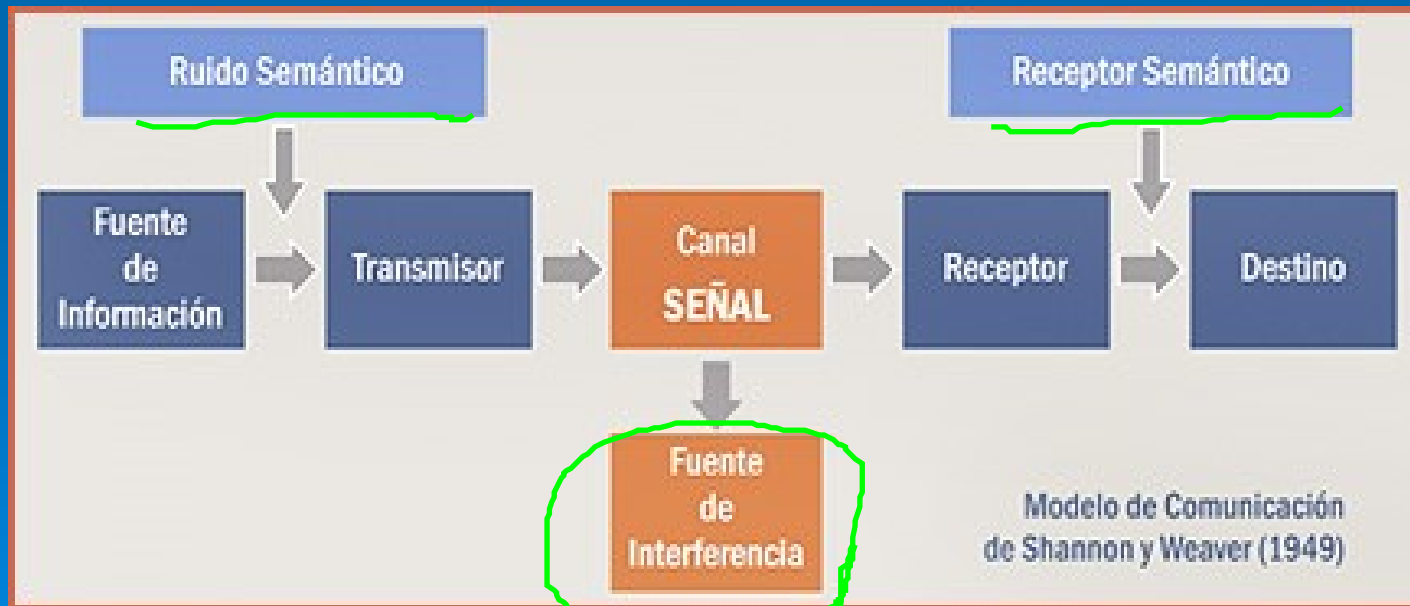 Ruido Semántico
Receptor Semántico
Fuente
de
Información
Transmisor
Canal
SEÑAL
Receptor
Destino
Fuente
de
Interferencia
Modelo de Comunicación
de Shannon y Weaver (1949)